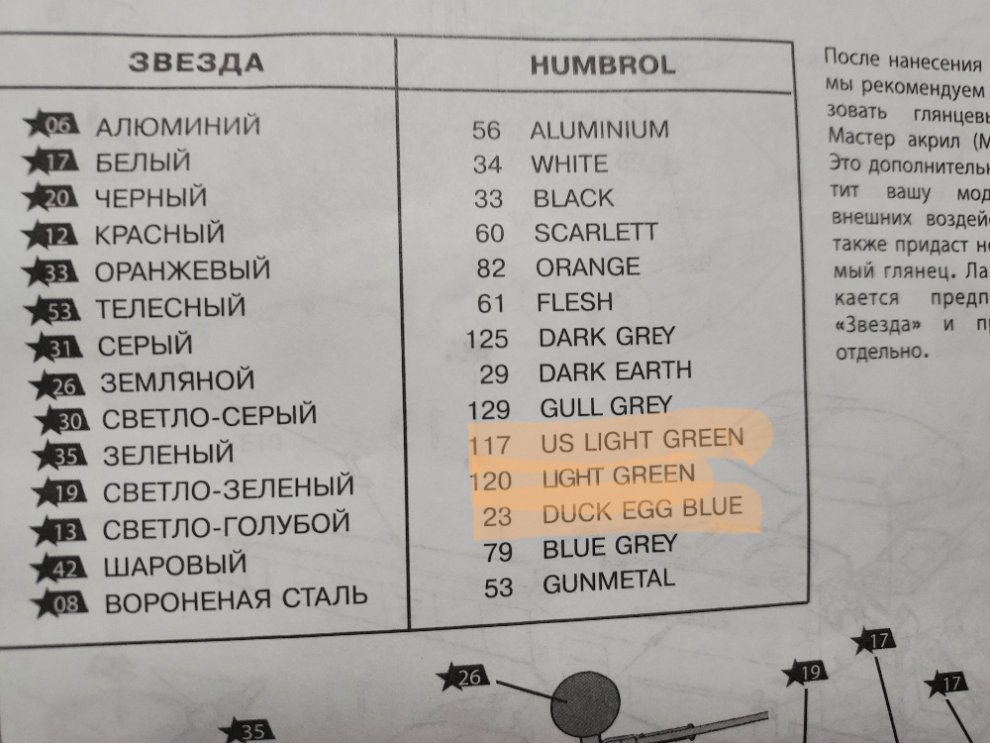 ЗВЕЗДА HUMBROL
06 АЛЮМИНИЙ 56 ALUMINIUM
17 БЕЛЫЙ 34 WHITE
20 ЧЕРНЫЙ 33 BLACK
12 КРАСНЫЙ 60 SCARLETT
33 ОРАНЖЕВЫЙ 82 ORANGE
53 ТЕЛЕСНЫЙ 61 FLESH
31 СЕРЫЙ 125 DARK GREY
26 ЗЕМЛЯНОЙ 29 DARK EARTH
30 СВЕТЛО-СЕРЫЙ 129 GULL GREY
35 ЗЕЛЕНЫЙ 117 US LIGHT GREEN
19 СВЕТЛО-ЗЕЛЕНЫЙ 120 LIGHT GREEN
13 СВЕТЛО-ГОЛУБОЙ 23 DUCK EGG BLUE
42 ШАРОВЫЙ 79 BLUE GREY
08 ВОРОНЕНАЯ СТАЛЬ 53 GUNMETAL
После нанесения
мы рекомендуем
зовать глянцевы
Мастер акрил (М
Это дополнительн
тит вашу мод
внешних воздей
также придаст не
мый глянец. Ла
кается предп
«Звезда» и пр
отдельно.
17
26
19
17
35